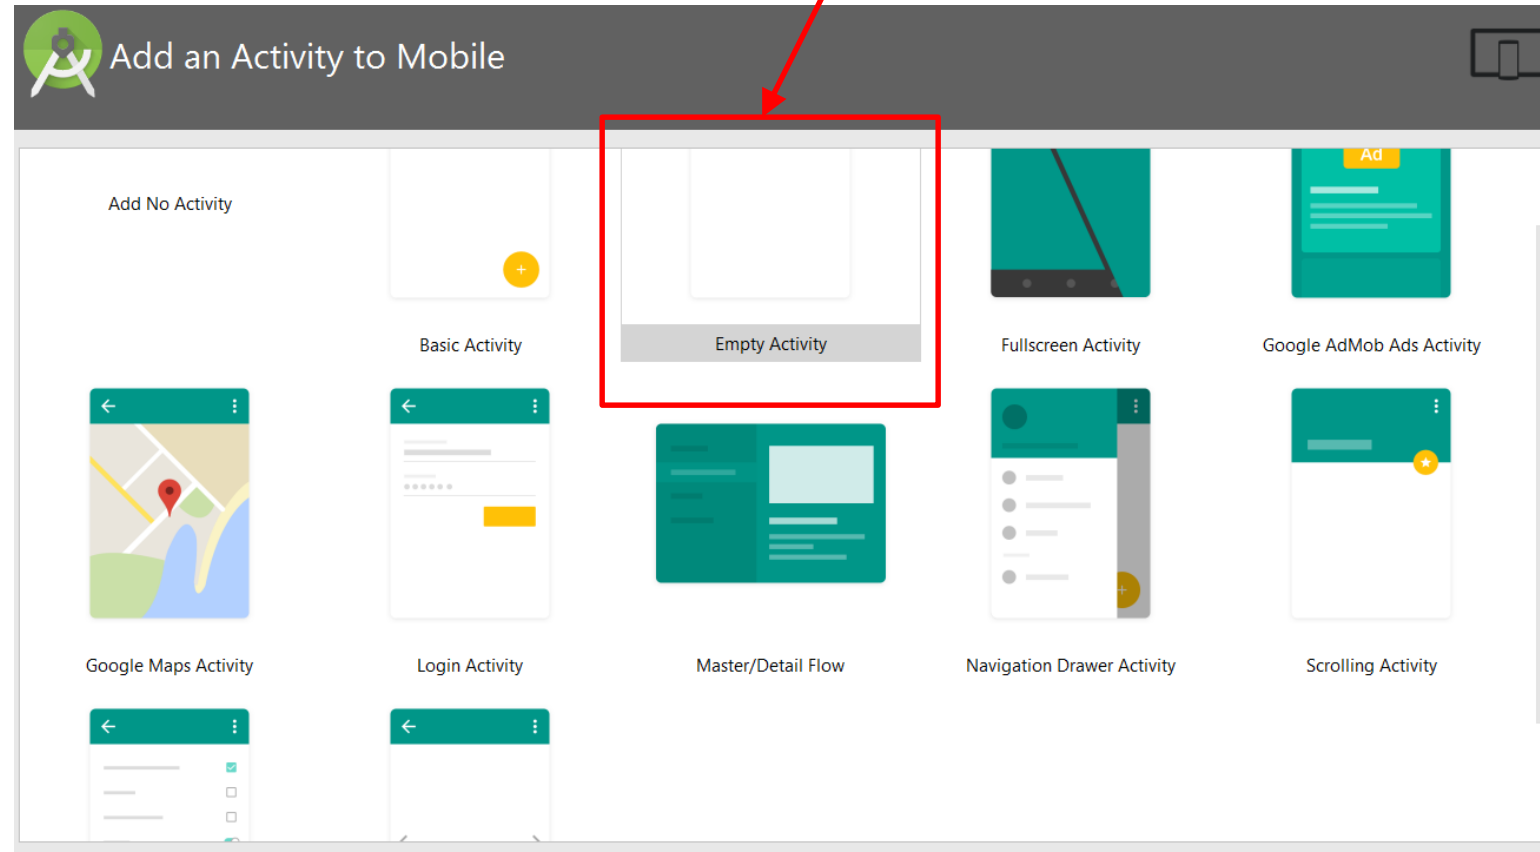 Add an Activity to Mobile
Ad
Add No Activity
Basic Activity
Empty Activity
Fullscreen Activity
Google AdMob Ads Activity
Google Maps Activity
Login Activity
Master/Detail Flow
Navigation Drawer Activity
Scrolling Activity